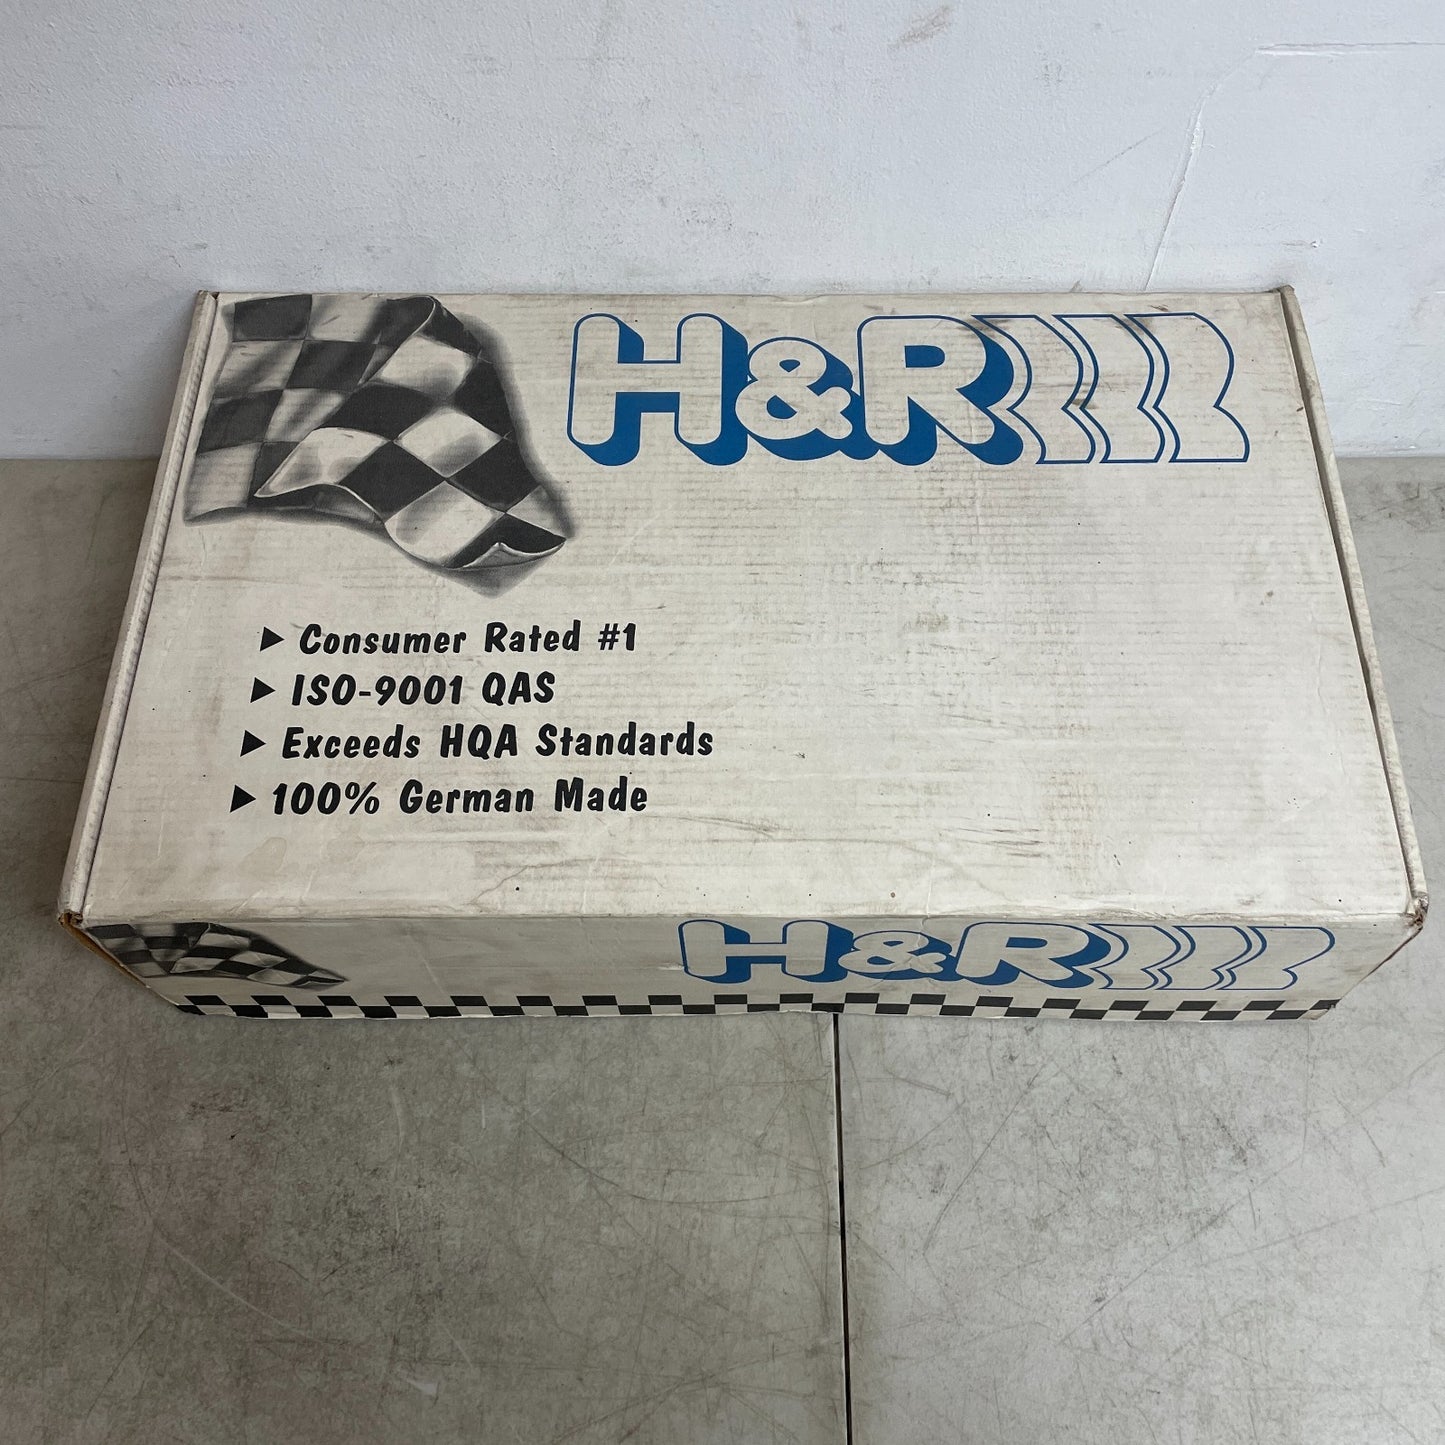 H&R
▶ Consumer Rated #1
▶ ISO-9001 QAS
▶ Exceeds HQA Standards
▶ 100% German Made
H&R